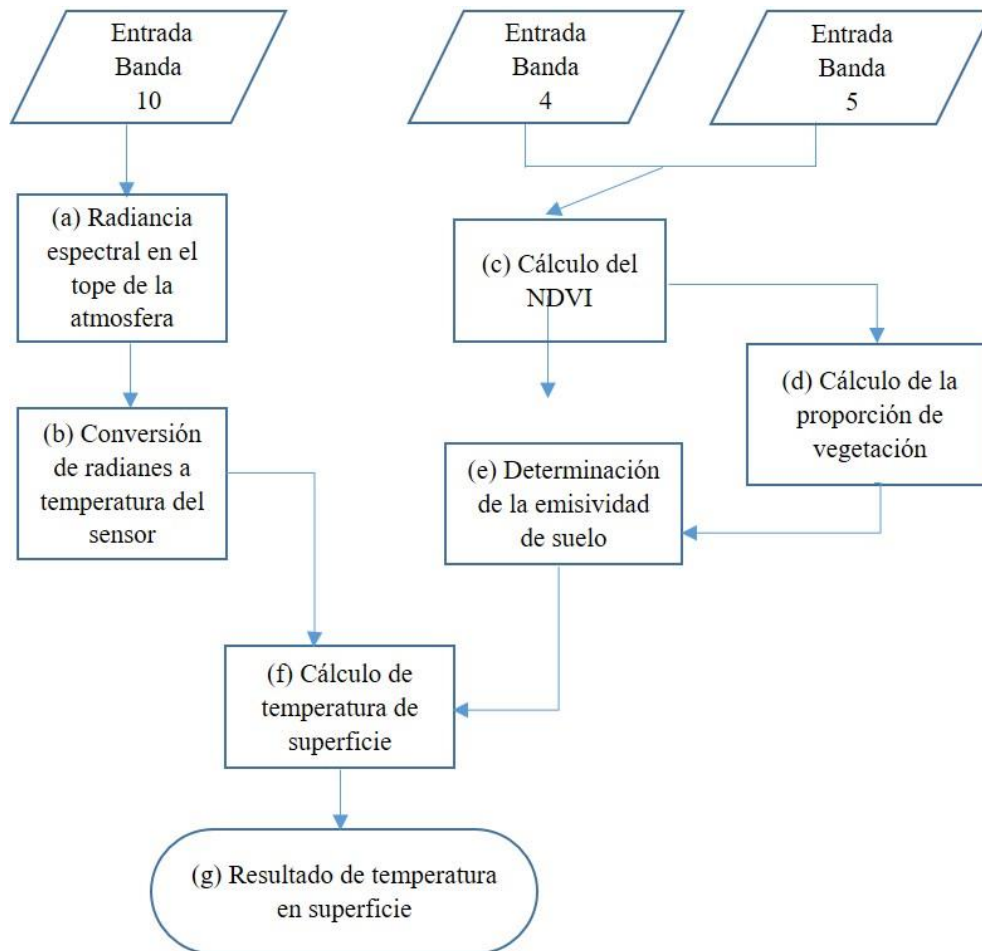 Entrada
Banda
10
Entrada
Banda
4
Entrada
Banda
5
(a) Radiancia
espectral en el
tope de la
atmosfera
(c) Cálculo del
NDVI
(d) Cálculo de la
proporción de
vegetación
(b) Conversión
de radianes a
temperatura del
sensor
(e) Determinación
de la emisividad
de suelo
(f) Cálculo de
temperatura de
superficie
(g) Resultado de temperatura
en superficie